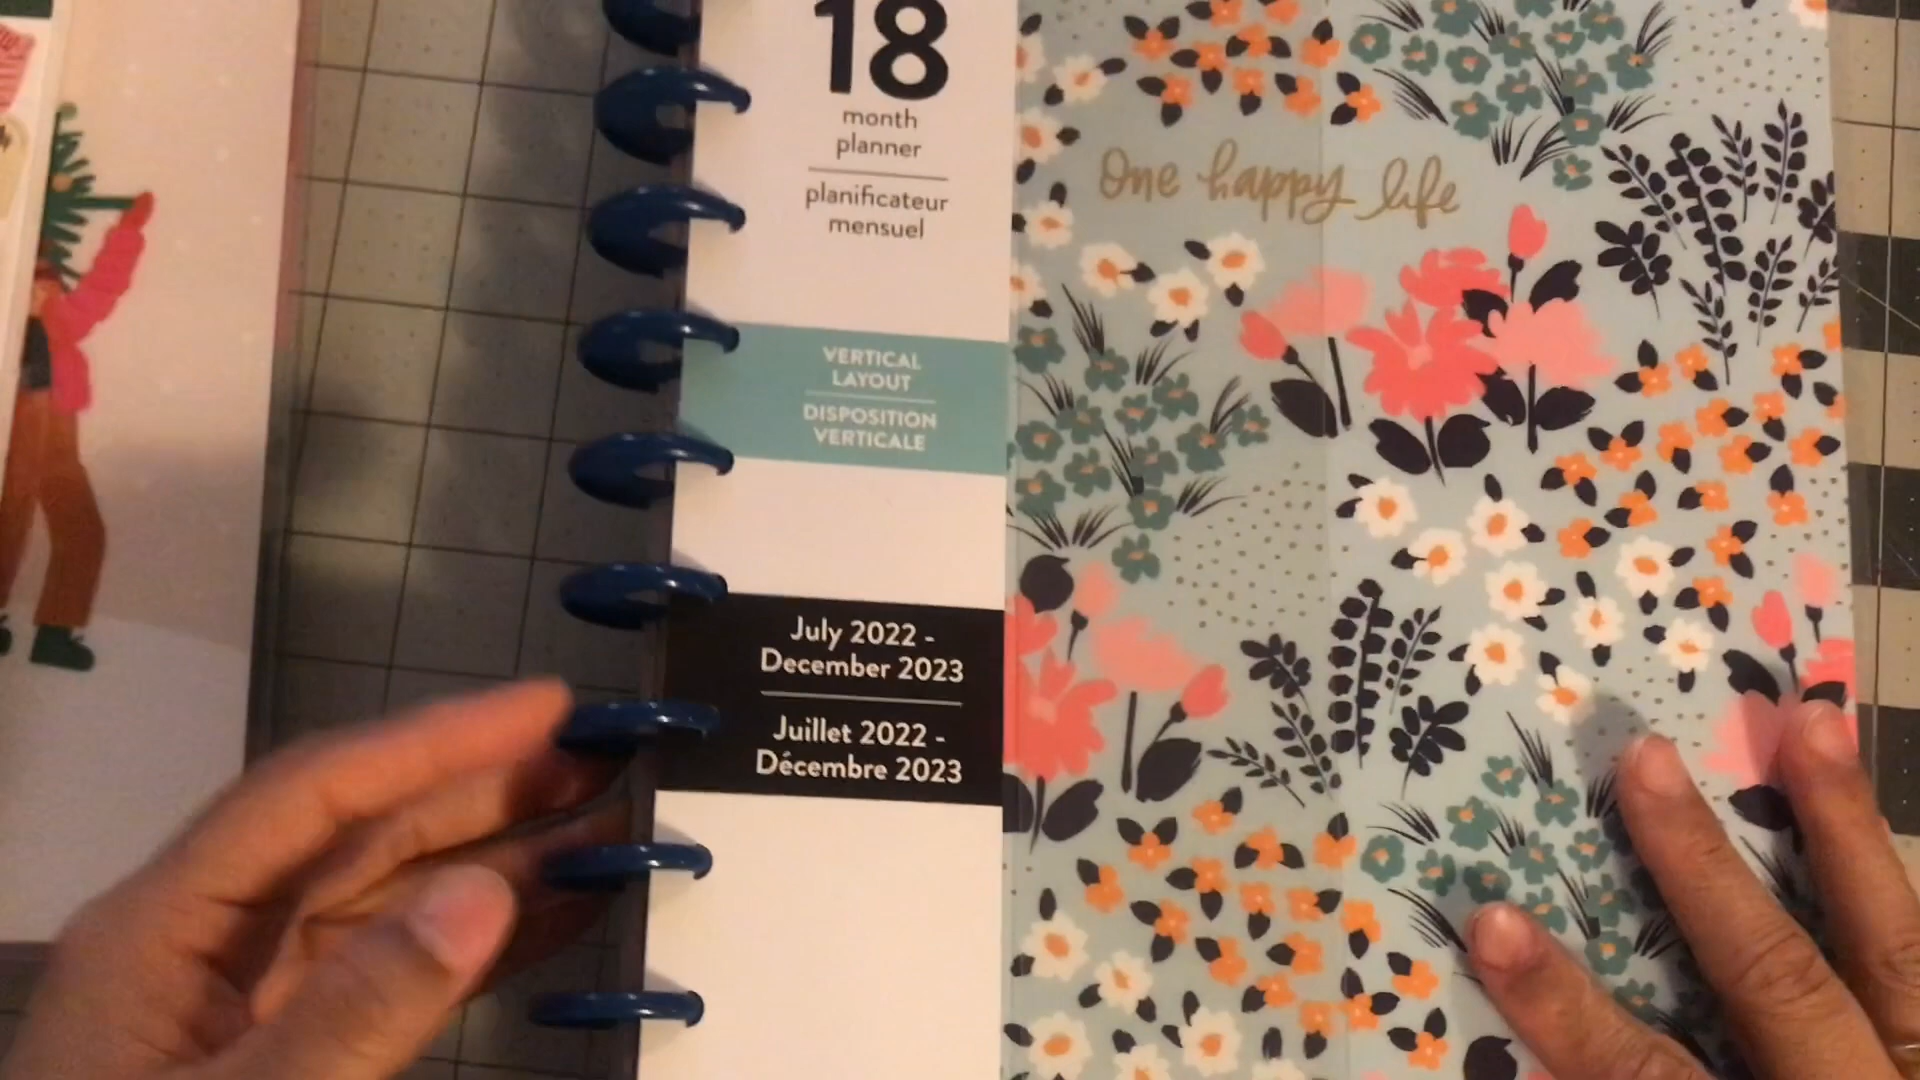 18
month
planner
planificateur
mensuel
VERTICAL
LAYOUT
DISPOSITION
VERTICALE
July 2022 -
December 2023
Juillet 2022 -
Décembre 2023
One happy life